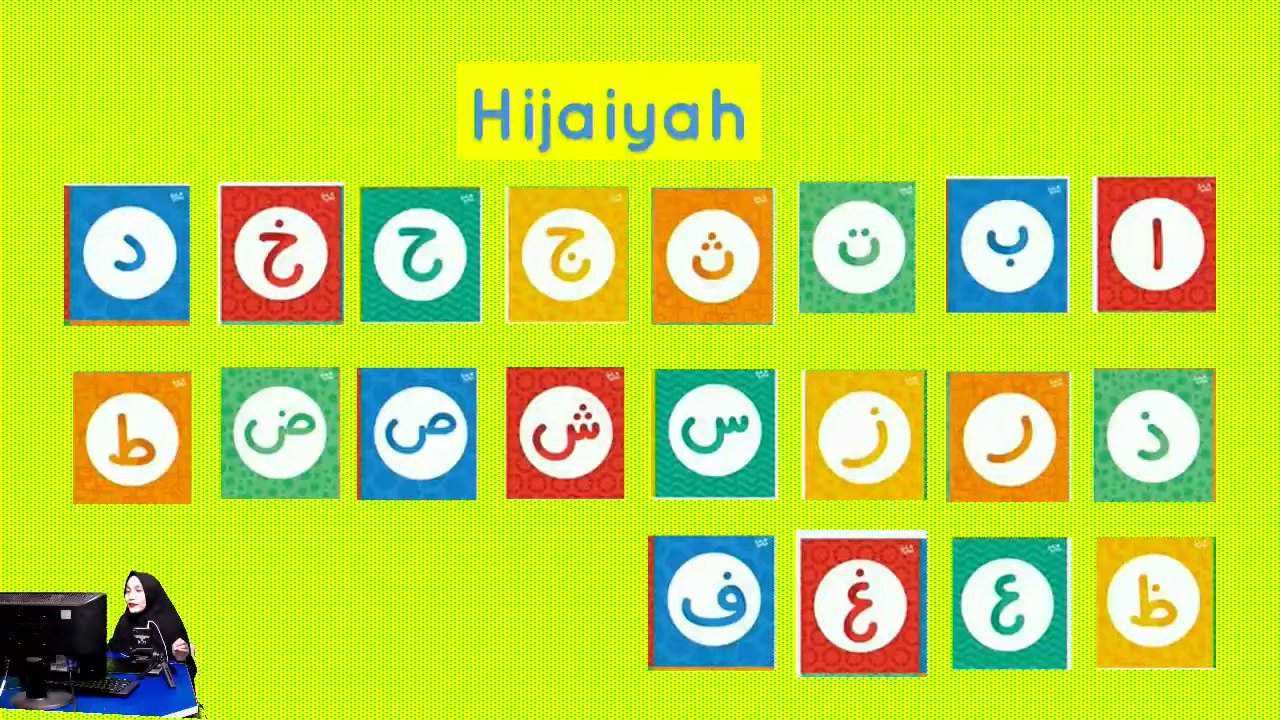 Hijaiyah
ا ب ت ث ج ح خ د
ذ ر ز س ش ص ض ط
ظ ع غ ف